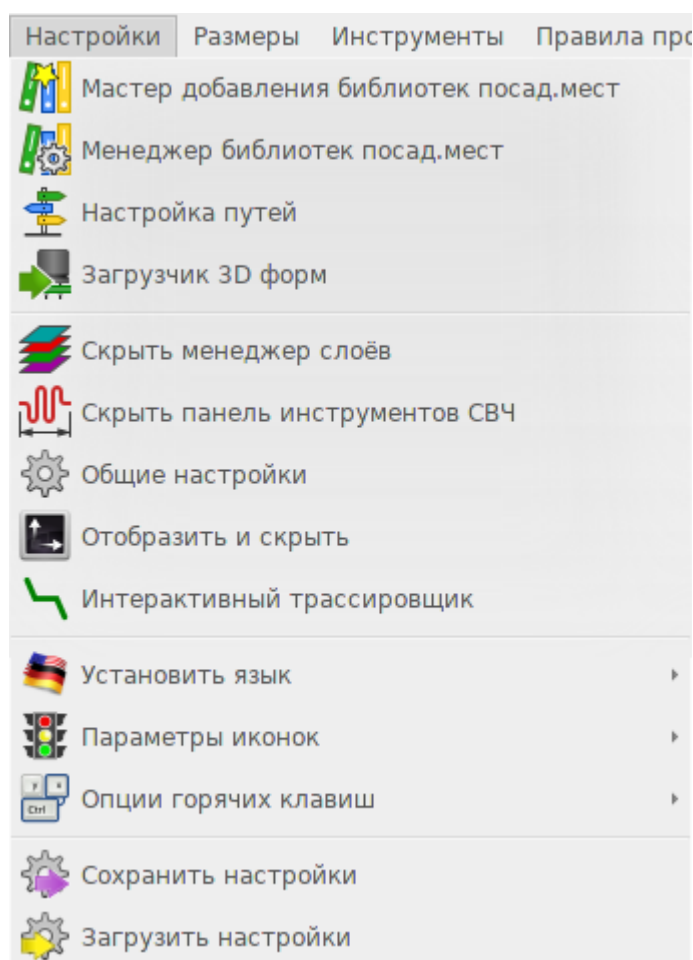 Настройки Размеры Инструменты Правила про
Мастер добавления библиотек посад.мест
Менеджер библиотек посад.мест
Настройка путей
Загрузчик 3D форм
Скрыть менеджер слоёв
Скрыть панель инструментов СВЧ
Общие настройки
Отобразить и скрыть
Интерактивный трассировщик
Установить язык
Параметры иконок
Ctrl Опции горячих клавиш
Сохранить настройки
Загрузить настройки